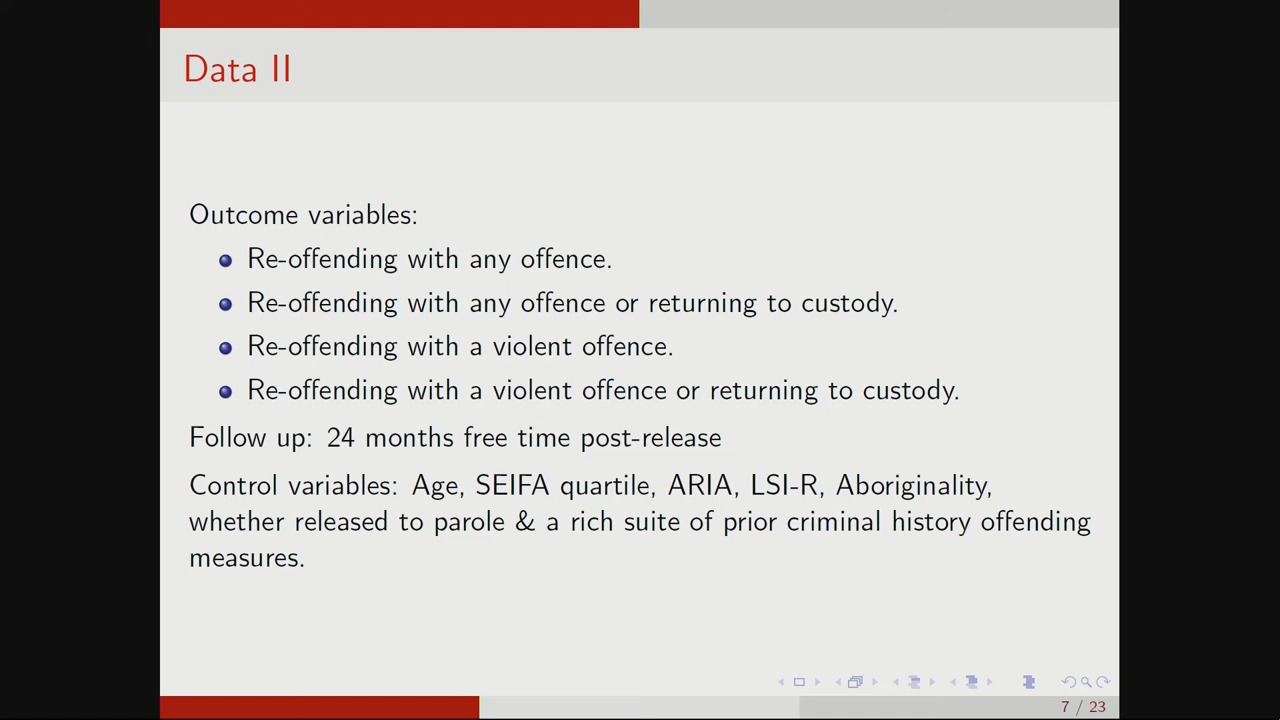 Data II
Outcome variables:
Re-offending with any offence.
Re-offending with any offence or returning to custody.
Re-offending with a violent offence.
Re-offending with a violent offence or returning to custody.
Follow up: 24 months free time post-release
Control variables: Age, SEIFA quartile, ARIA, LSI-R, Aboriginality,
whether released to parole & a rich suite of prior criminal history offending
measures.
7 / 23